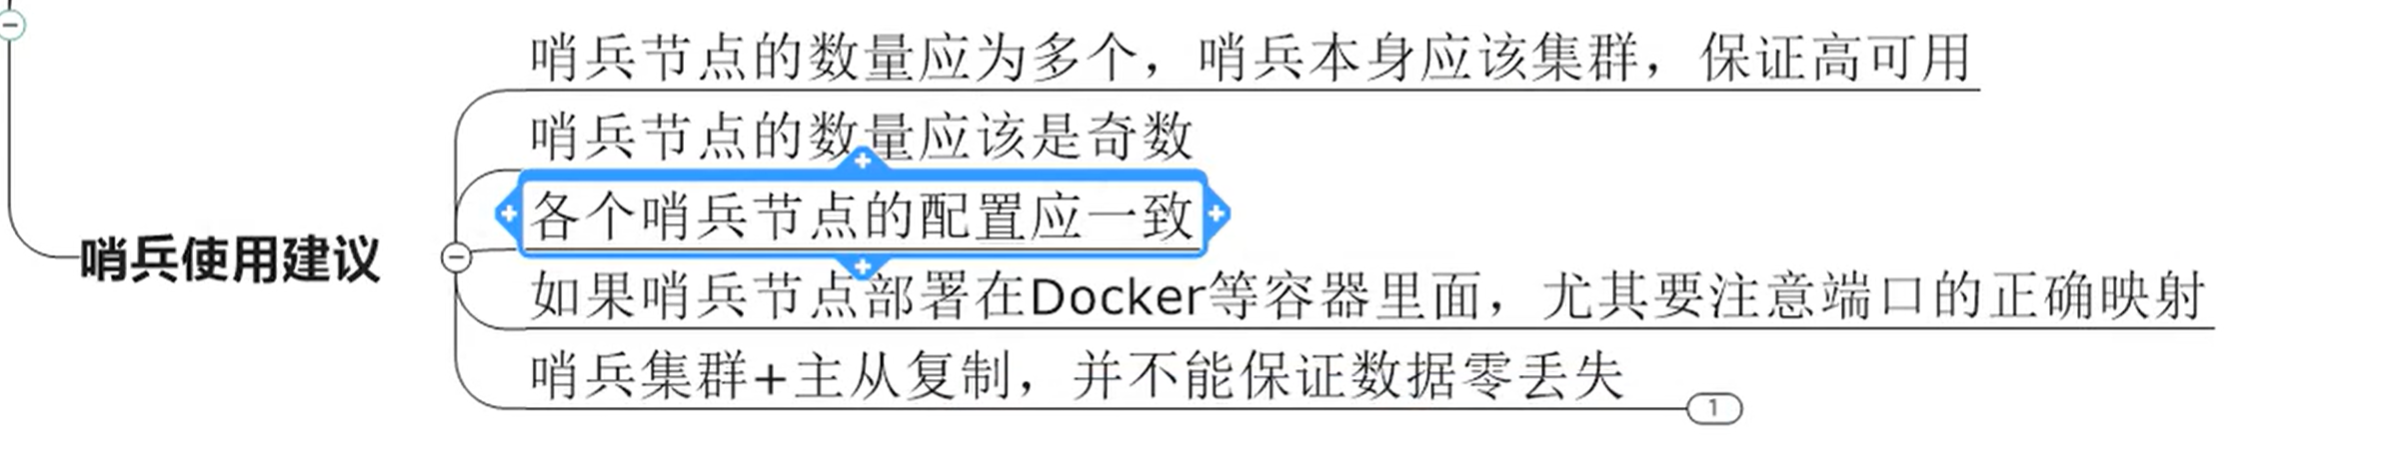 哨兵节点的数量应为多个，哨兵本身应该集群，保证高可用
哨兵节点的数量应该是奇数
各个哨兵节点的配置应一致
哨兵使用建议
如果哨兵节点部署在Docker等容器里面，尤其要注意端口的正确映射
哨兵集群+主从复制，并不能保证数据零丢失
1